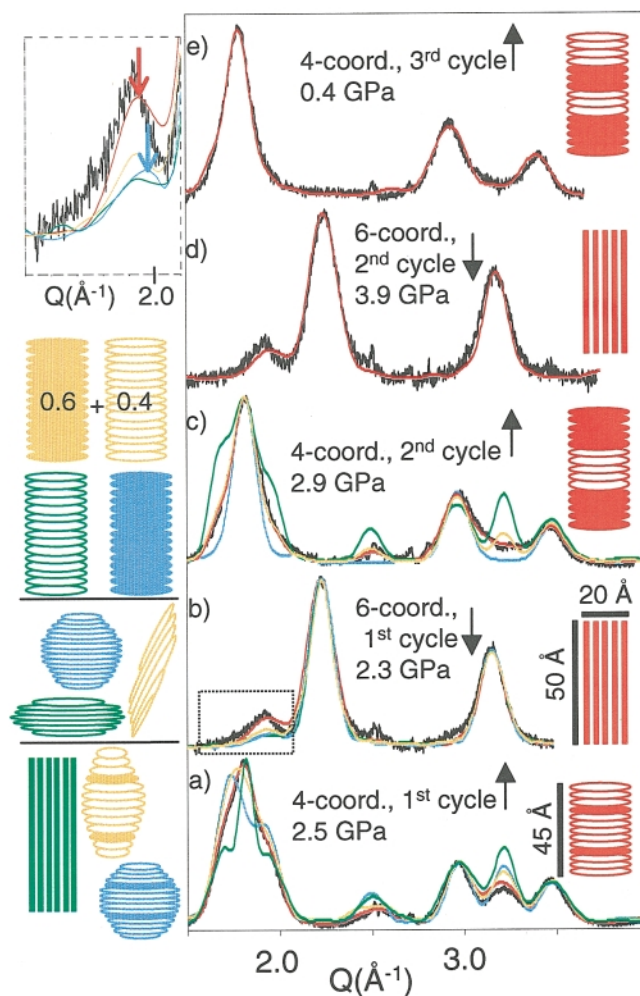 e)
4-coord., 3rd cycle
0.4 GPa
Q(Å-1) 2.0
d)
6-coord.,
2nd cycle
3.9 GPa
0.6 + 0.4
c)
4-coord., 2nd cycle
2.9 GPa
b)
6-coord.,
1st cycle
2.3 GPa
20 Å
50 Å
a)
4-coord., 1st cycle
2.5 GPa
45 Å
2.0 3.0
Q(Å-1)